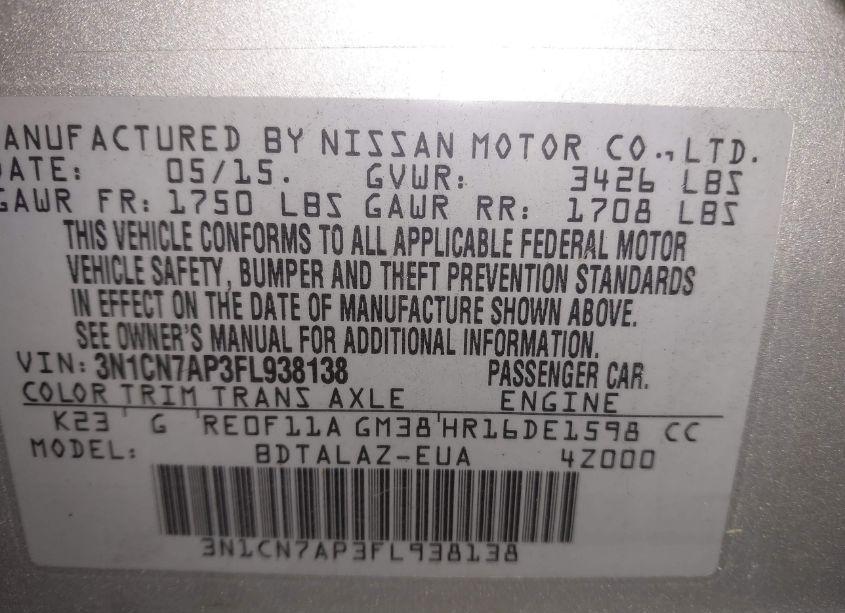 ANUFACTURED BY NISSAN MOTOR CO.,LTD.
DATE: 05/15. GVWR: 3426 LBS
GAWR FR: 1750 LBS GAWR RR: 1708 LBS
THIS VEHICLE CONFORMS TO ALL APPLICABLE FEDERAL MOTOR
VEHICLE SAFETY, BUMPER AND THEFT PREVENTION STANDARDS
IN EFFECT ON THE DATE OF MANUFACTURE SHOWN ABOVE.
SEE OWNER'S MANUAL FOR ADDITIONAL INFORMATION.
VIN: 3N1CN7AP3FL938138 PASSENGER CAR.
COLOR TRIM TRANS AXLE ENGINE
K23 G RE0F11A GM38 HR16DE1598 CC
MODEL: BDTALAZ-EUA 4Z000
3N1CN7AP3FL938138